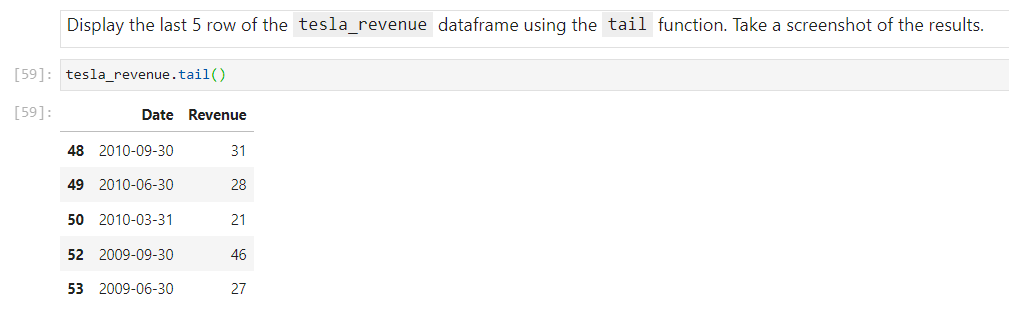 Display the last 5 row of the tesla_revenue dataframe using the tail function. Take a screenshot of the results.
[59]: tesla_revenue.tail()
[59]:
Date Revenue
48 2010-09-30 31
49 2010-06-30 28
50 2010-03-31 21
52 2009-09-30 46
53 2009-06-30 27